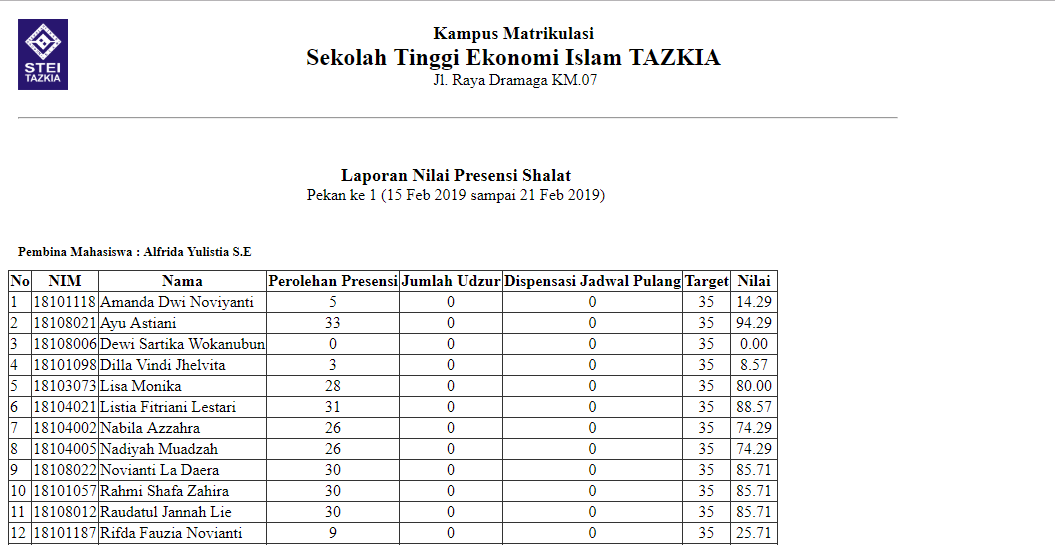 STEI
TAZKIA
Kampus Matrikulasi
Sekolah Tinggi Ekonomi Islam TAZKIA
Jl. Raya Dramaga KM.07
Laporan Nilai Presensi Shalat
Pekan ke 1 (15 Feb 2019 sampai 21 Feb 2019)
Pembina Mahasiswa : Alfrida Yulistia S.E
No NIM Nama Perolehan Presensi Jumlah Udzur Dispensasi Jadwal Pulang Target Nilai
1 18101118 Amanda Dwi Noviyanti 5 0 0 35 14.29
2 18108021 Ayu Astiani 33 0 0 35 94.29
3 18108006 Dewi Sartika Wokanubun 0 0 0 35 0.00
4 18101098 Dilla Vindi Jhelvita 3 0 0 35 8.57
5 18103073 Lisa Monika 28 0 0 35 80.00
6 18104021 Listia Fitriani Lestari 31 0 0 35 88.57
7 18104002 Nabila Azzahra 26 0 0 35 74.29
8 18104005 Nadiyah Muadzah 26 0 0 35 74.29
9 18108022 Novianti La Daera 30 0 0 35 85.71
10 18101057 Rahmi Shafa Zahira 30 0 0 35 85.71
11 18108012 Raudatul Jannah Lie 30 0 0 35 85.71
12 18101187 Rifda Fauzia Novianti 9 0 0 35 25.71